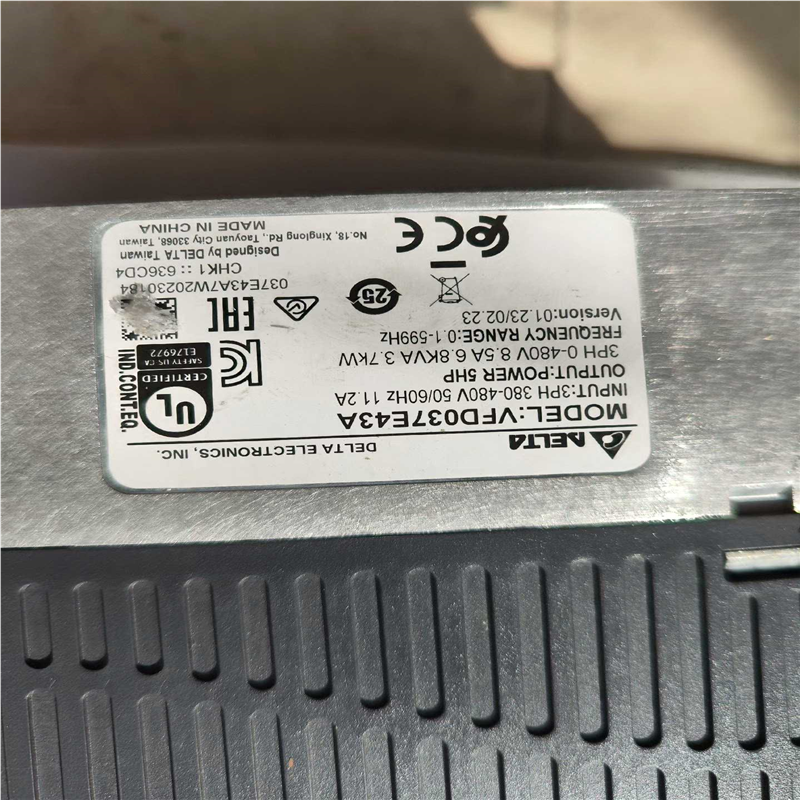 DELTA
DELTA ELECTRONICS, INC.
MODEL:VFD037E43A
INPUT:3PH 380-480V 50/60Hz 11.2A
OUTPUT:POWER 5HP
3PH 0-480V 8.5A 6.8KVA 3.7kW
FREQUENCY RANGE:0.1-599Hz
Version:01.23/02.23
UL
CERTIFIED
SAFETY US CA
E176972
IND.CONT.EQ.
EAC
25
037E43A7W20230184
CHK1 :: 636CD4
Designed by DELTA Taiwan
No.18, Xinglong Rd., Taoyuan City 33068, Taiwan
MADE IN CHINA
CE